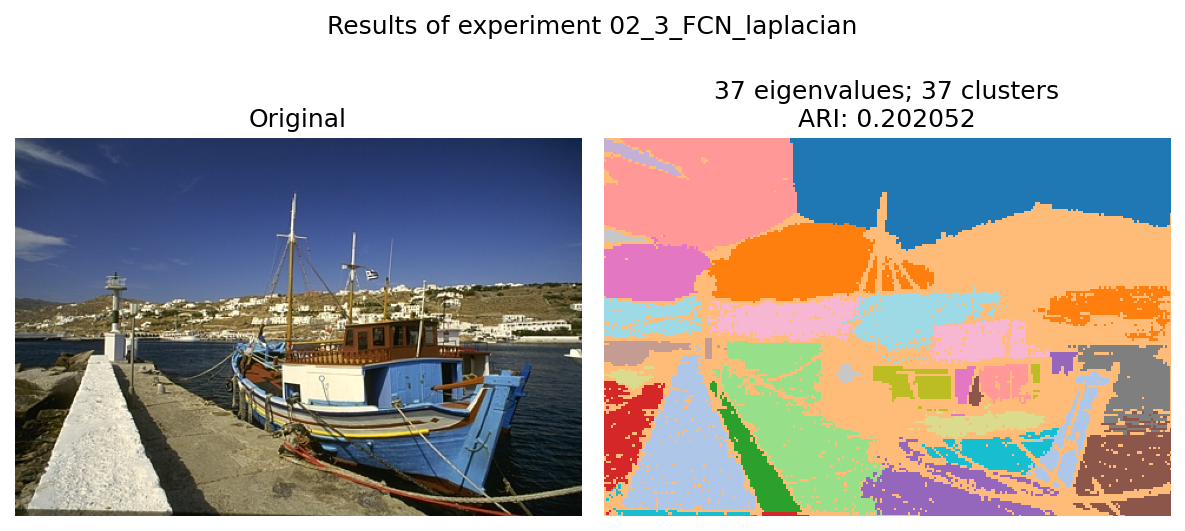 Results of experiment 02_3_FCN_laplacian
Original
37 eigenvalues; 37 clusters
ARI: 0.202052